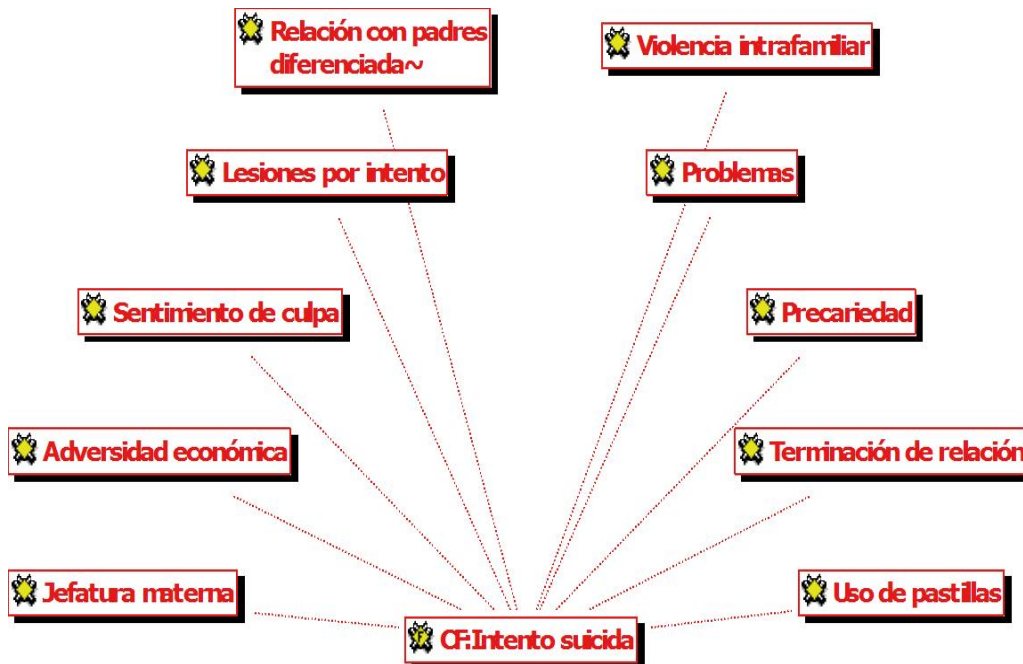 Relación con padres
diferenciada~
Violencia intrafamiliar
Lesiones por intento
Problemas
Sentimiento de culpa
Precariedad
Adversidad económica
Terminación de relación
Jefatura materna
Uso de pastillas
CF:Intento suicida